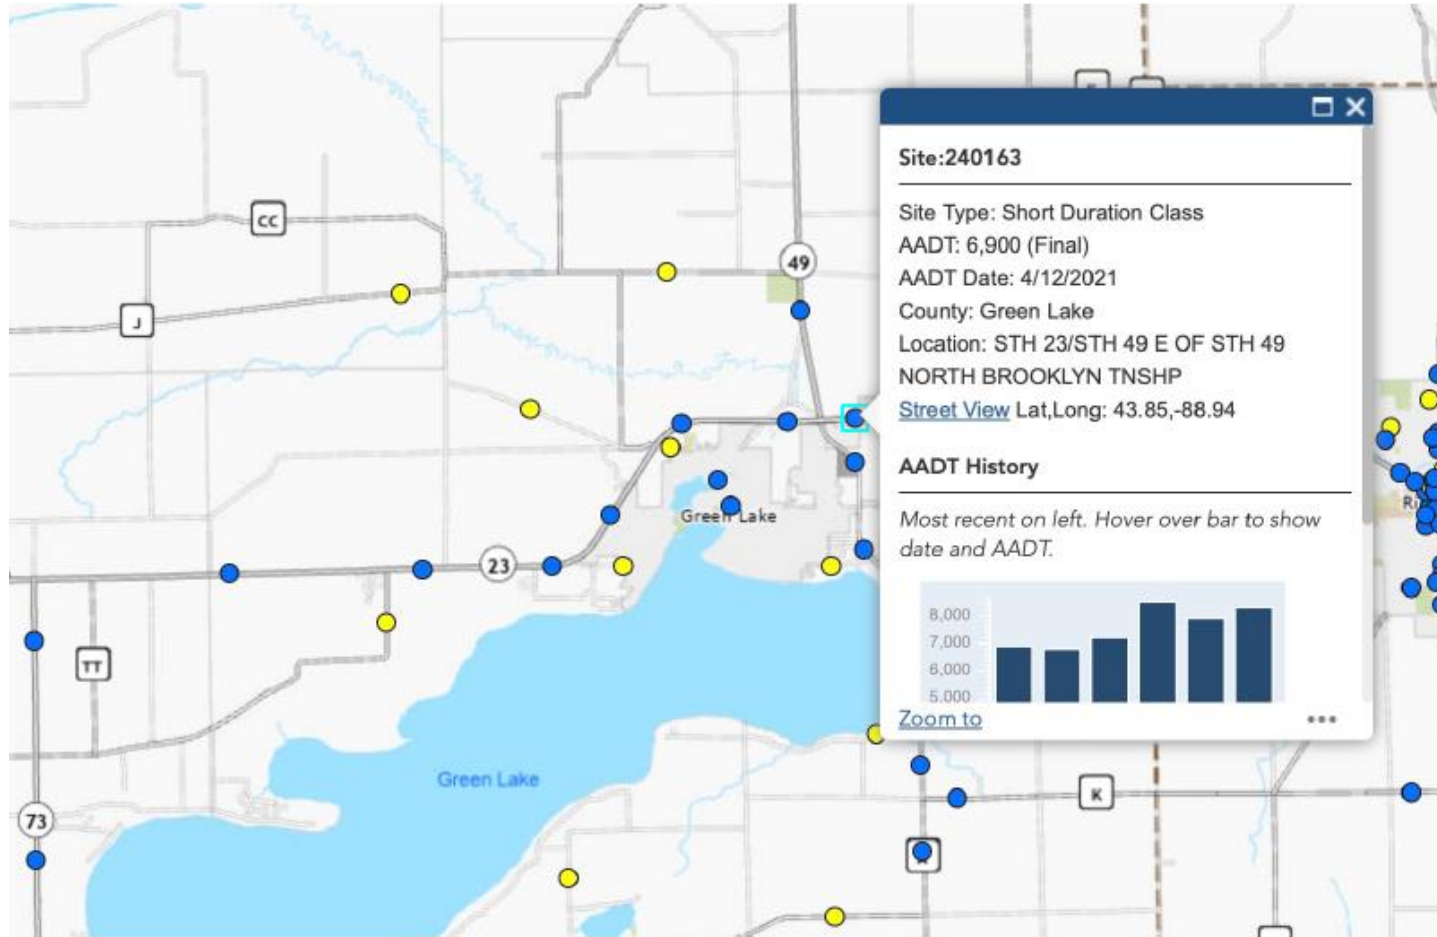 CC
49
J
Green Lake
23
TT
Green Lake
73
K
Site:240163
Site Type: Short Duration Class
AADT: 6,900 (Final)
AADT Date: 4/12/2021
County: Green Lake
Location: STH 23/STH 49 E OF STH 49
NORTH BROOKLYN TNSHP
Street View Lat,Long: 43.85,-88.94
AADT History
Most recent on left. Hover over bar to show
date and AADT.
8,000
7,000
6,000
5,000
Zoom to